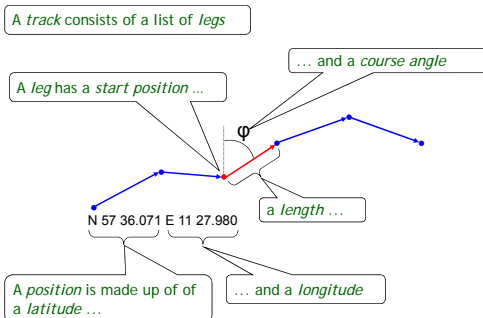 A track consists of a list of legs
… and a course angle
A leg has a start position …
φ
a length …
N 57 36.071 E 11 27.980
A position is made up of of
a latitude …
… and a longitude